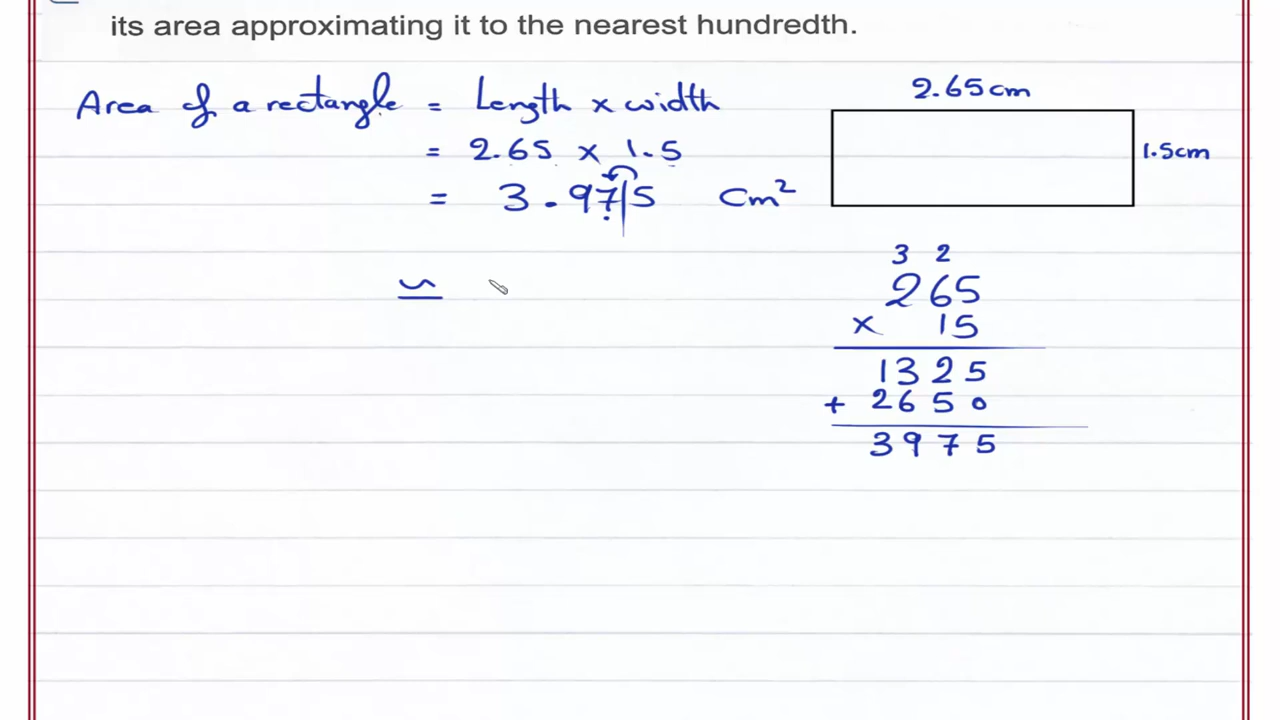 its area approximating it to the nearest hundredth.
Area of a rectangle = Length x width
= 2.65 x 1.5
= 3.975 cm²
≃
2.65cm
1.5cm
3 2
265
x 15
1325
+ 2650
3975